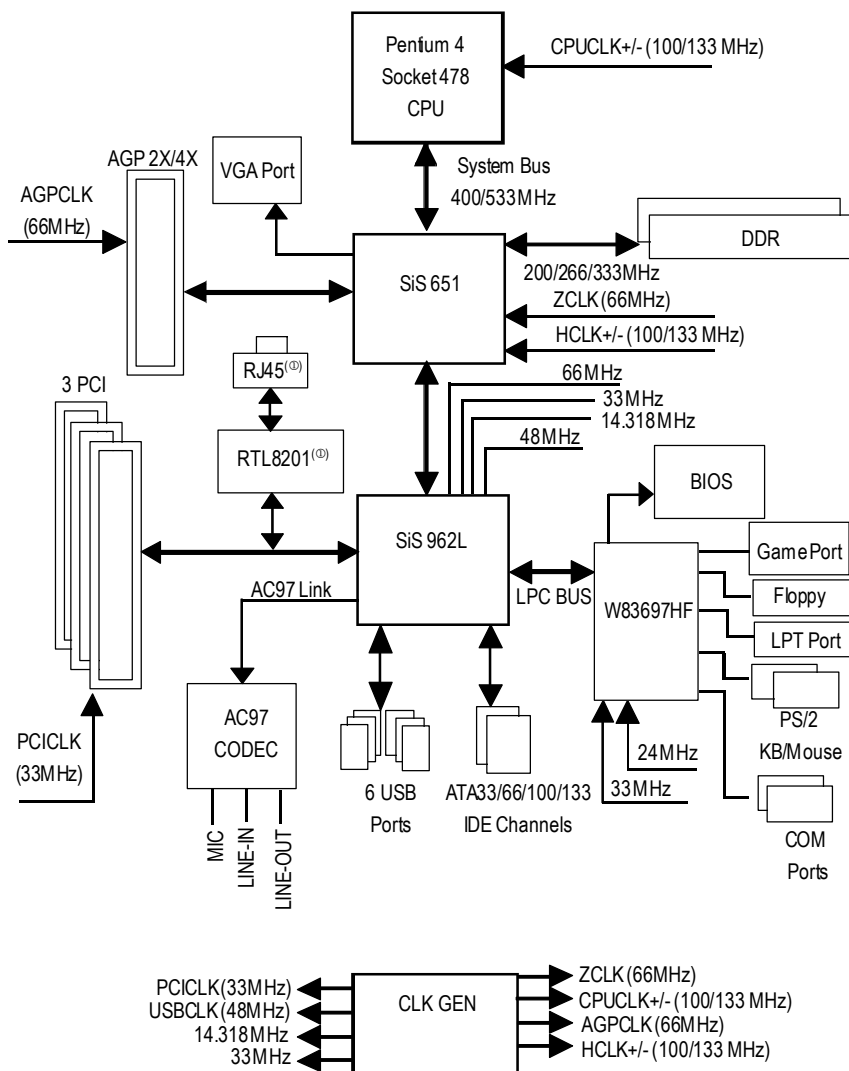 Pentium 4
Socket 478
CPU
CPUCLK+/- (100/133 MHz)
AGP 2X/4X
VGA Port
System Bus
400/533MHz
AGPCLK
(66MHz)
DDR
200/266/333MHz
SiS 651
ZCLK (66MHz)
HCLK+/- (100/133 MHz)
RJ45(①)
66MHz
33MHz
14.318MHz
48MHz
3 PCI
RTL8201(①)
BIOS
SiS 962L
Game Port
AC97 Link
LPC BUS
W83697HF
Floppy
LPT Port
AC97
CODEC
PS/2
KB/Mouse
PCICLK
(33MHz)
24MHz
33MHz
6 USB
Ports
ATA33/66/100/133
IDE Channels
MIC
LINE-IN
LINE-OUT
COM
Ports
CLK GEN
PCICLK (33MHz)
USBCLK (48MHz)
14.318MHz
33MHz
ZCLK (66MHz)
CPUCLK+/- (100/133 MHz)
AGPCLK (66MHz)
HCLK+/- (100/133 MHz)